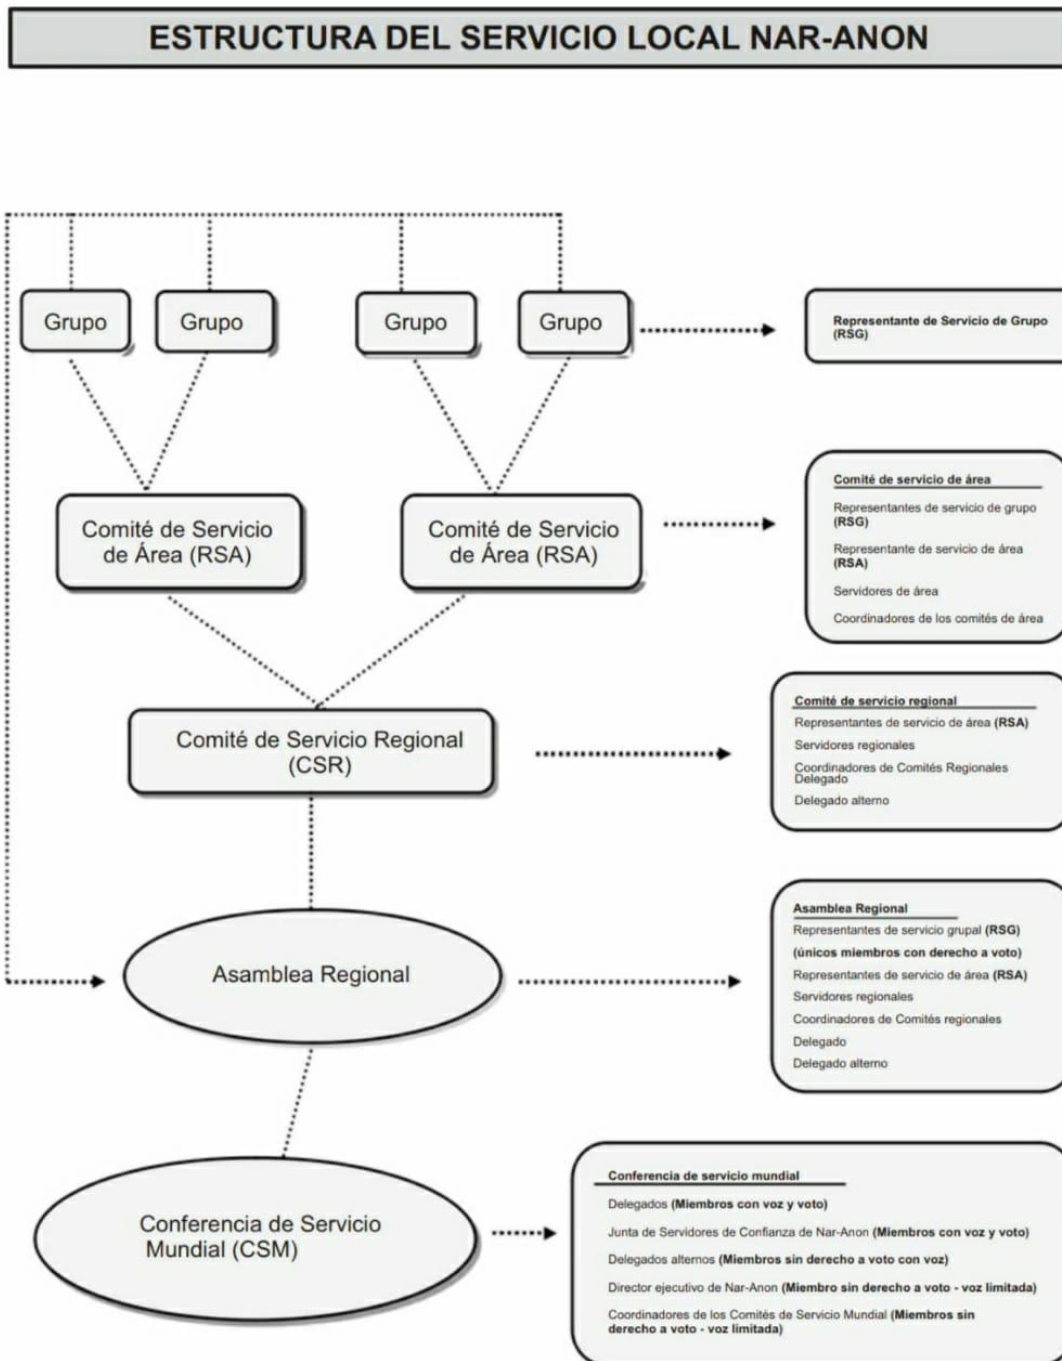 ESTRUCTURA DEL SERVICIO LOCAL NAR-ANON
Grupo
Grupo
Grupo
Grupo
Representante de Servicio de Grupo
(RSG)
Comité de Servicio
de Área (RSA)
Comité de Servicio
de Área (RSA)
Comité de servicio de área
Representantes de servicio de grupo
(RSG)
Representante de servicio de área
(RSA)
Servidores de área
Coordinadores de los comités de área
Comité de Servicio Regional
(CSR)
Comité de servicio regional
Representantes de servicio de área (RSA)
Servidores regionales
Coordinadores de Comités Regionales
Delegado
Delegado alterno
Asamblea Regional
Asamblea Regional
Representantes de servicio grupal (RSG)
(únicos miembros con derecho a voto)
Representantes de servicio de área (RSA)
Servidores regionales
Coordinadores de Comités regionales
Delegado
Delegado alterno
Conferencia de Servicio
Mundial (CSM)
Conferencia de servicio mundial
Delegados (Miembros con voz y voto)
Junta de Servidores de Confianza de Nar-Anon (Miembros con voz y voto)
Delegados alternos (Miembros sin derecho a voto con voz)
Director ejecutivo de Nar-Anon (Miembro sin derecho a voto - voz limitada)
Coordinadores de los Comités de Servicio Mundial (Miembros sin
derecho a voto - voz limitada)